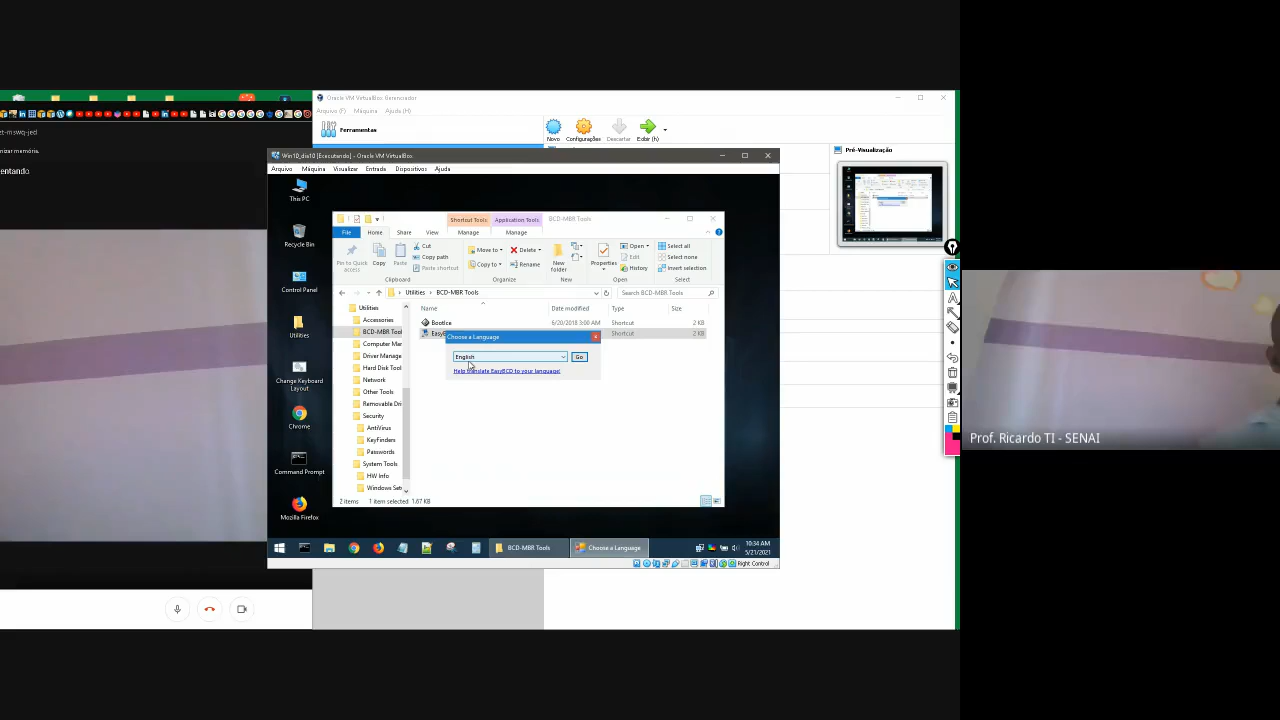 et-mswq-jed
nizar memória.
entando.
Oracle VM VirtualBox Gerenciador
Arquivo (F) Máquina Ajuda (H)
Ferramentas
Novo Configurações Descartar Exibir (h)
Pré-Visualização
Win10_dis10 [Executando] - Oracle VM VirtualBox
Arquivo Máquina Visualizar Entrada Dispositivos Ajuda
This PC
Recycle Bin
Control Panel
Utilities
Change Keyboard
Layout
Chrome
Command Prompt
Mozilla Firefox
Shortcut Tools Application Tools BCD-MBR Tools
File Home Share View Manage Manage
Pin to Quick
access
Copy
Paste
Cut
Copy path
Paste shortcut
Clipboard
Move to
Copy to
Delete
Rename
Organize
New
folder
New
Properties
Open
Edit
History
Open
Select all
Select none
Invert selection
Select
Utilities BCD-MBR Tools
Search BCD-MBR Tools
Utilities
Accessories
BCD-MBR Tool
Computer Mar
Driver Manage
Hard Disk Tool
Network
Other Tools
Removable Dri
Security
AntiVirus
KeyFinders
Passwords
System Tools
HW Info
Windows Set
Name Date modified Type Size
BootIce 6/20/2018 3:00 AM Shortcut 2 KB
EasyB Shortcut 2 KB
Choose a Language
English
Go
Help translate EasyBCD to your language!
2 items 1 item selected 1.67 KB
BCD-MBR Tools
Choose a Language
10:34 AM
5/21/2021
Right Control
Prof. Ricardo TI - SENAI